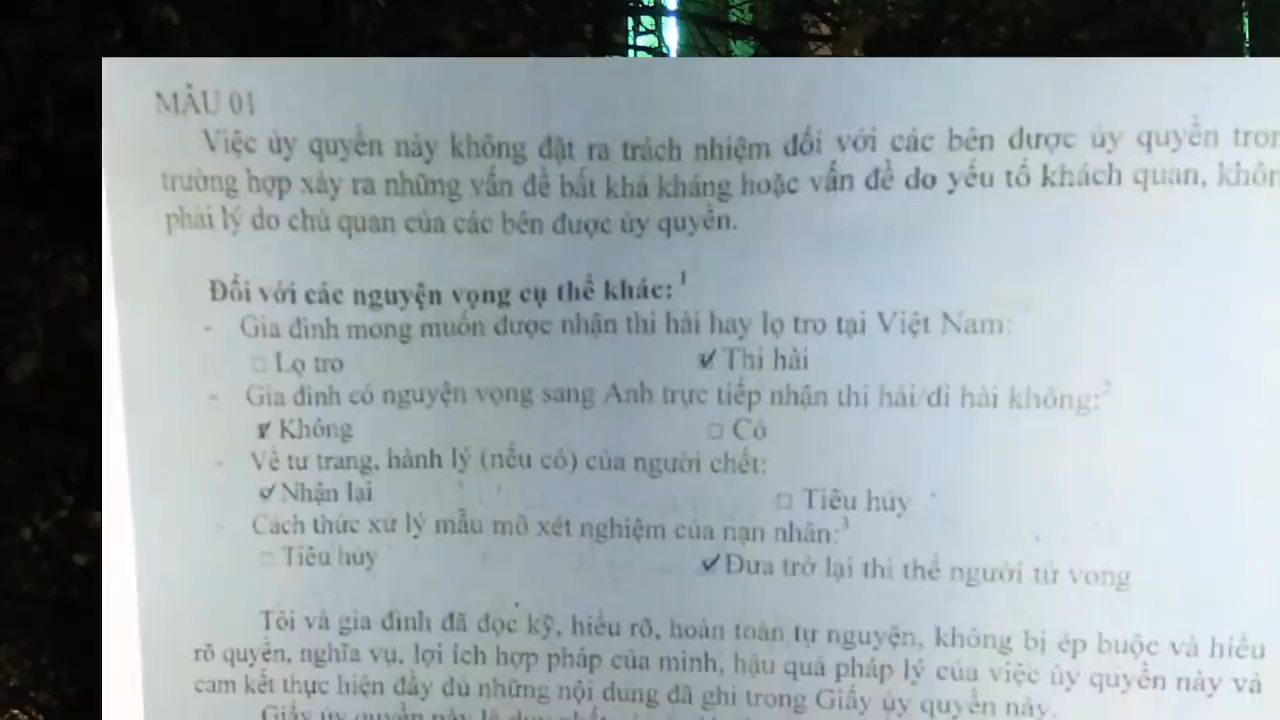 MẪU 01
Việc ủy quyền này không đặt ra trách nhiệm đối với các bên được ủy quyền
trường hợp xảy ra những vấn đề bất khả kháng hoặc vấn đề do yếu tố khách quan,
phải lý do chủ quan của các bên được ủy quyền.
Đối với các nguyện vọng cụ thể khác: 1
- Gia đình mong muốn được nhận thi hài hay lọ tro tại Việt Nam:
□ Lọ tro ✓ Thi hài
- Gia đình có nguyện vọng sang Anh trực tiếp nhận thi hài/di hài không:2
✓ Không □ Có
- Về tư trang, hành lý (nếu có) của người chết:
✓ Nhận lại □ Tiêu hủy
- Cách thức xử lý mẫu mô xét nghiệm của nạn nhân:3
□ Tiêu hủy ✓ Đưa trở lại thi thể người tử vong
Tôi và gia đình đã đọc kỹ, hiểu rõ, hoàn toàn tự nguyện, không bị ép buộc và hiểu
rõ quyền, nghĩa vụ, lợi ích hợp pháp của mình, hậu quả pháp lý của việc ủy quyền này và
cam kết thực hiện đầy đủ những nội dung đã ghi trong Giấy ủy quyền này.
Giấy ủy quyền này